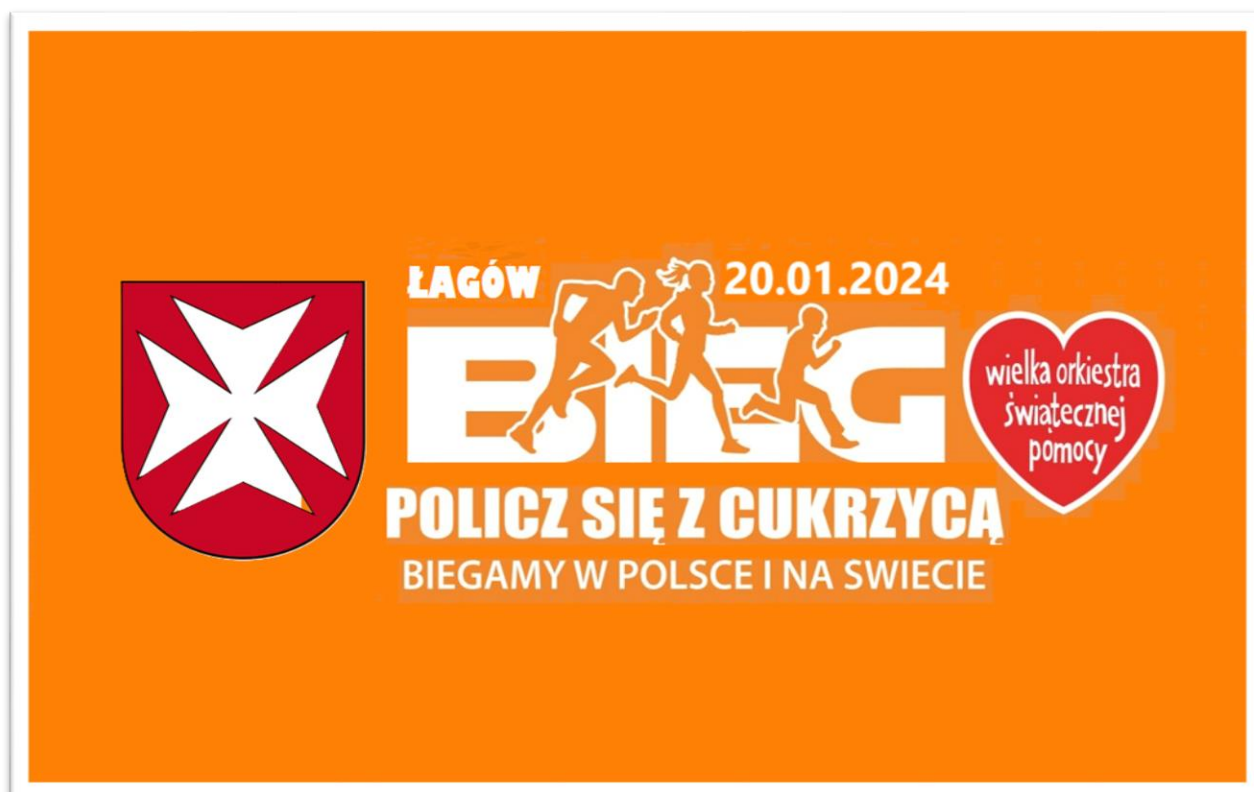 ŁAGÓW
20.01.2024
BIEG
POLICZ SIĘ Z CUKRZYCĄ
BIEGAMY W POLSCE I NA SWIECIE
wielka orkiestra
świątecznej
pomocy